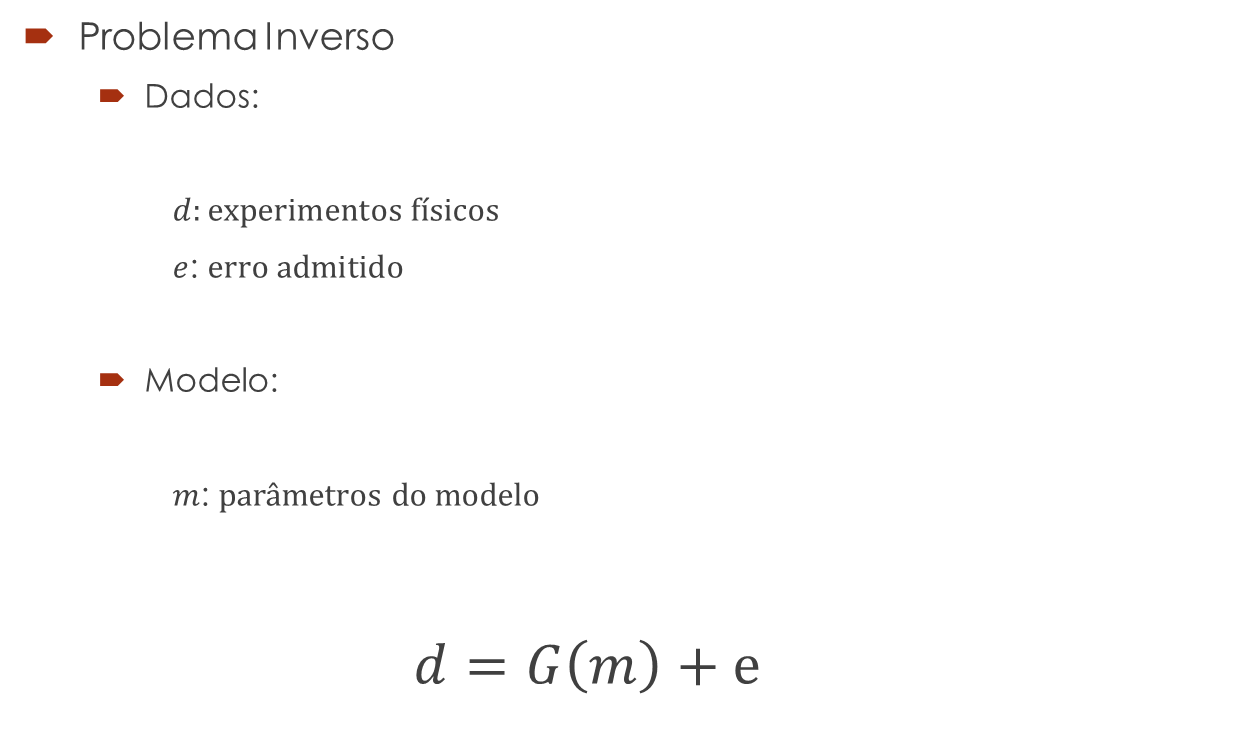 Problema Inverso
Dados:
d: experimentos físicos
e: erro admitido
Modelo:
m: parâmetros do modelo
d = G(m) + e